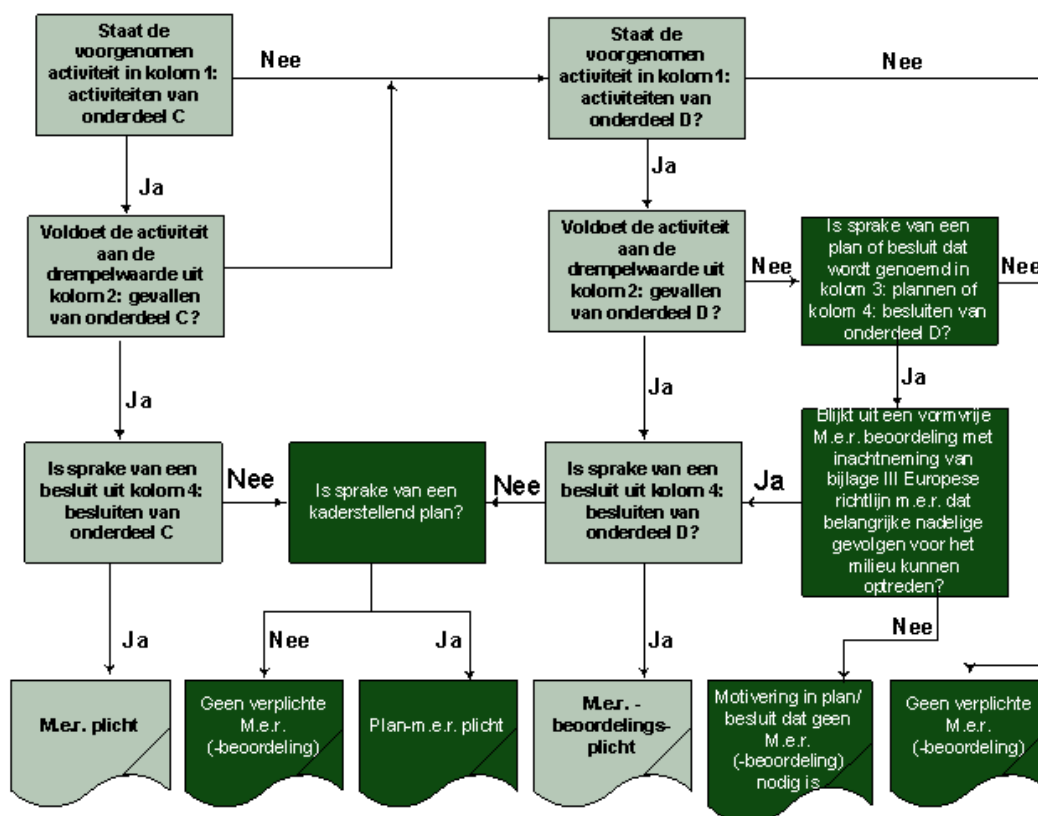 Staat de
voorgenomen
activiteit in kolom 1:
activiteiten van
onderdeel C
Nee
Staat de
voorgenomen
activiteit in kolom 1:
activiteiten van
onderdeel D?
Nee
Ja
Ja
Voldoet de activiteit
aan de
drempelwaarde uit
kolom 2: gevallen
van onderdeel C?
Voldoet de activiteit
aan de
drempelwaarde uit
kolom 2: gevallen
van onderdeel D?
Nee
Is sprake van een
plan of besluit dat
wordt genoemd in
kolom 3: plannen of
kolom 4: besluiten van
onderdeel D?
Nee
Ja
Ja
Ja
Is sprake van een
besluit uit kolom 4:
besluiten van
onderdeel C
Nee
Is sprake van een
kaderstellend plan?
Nee
Is sprake van een
besluit uit kolom 4:
besluiten van
onderdeel D?
Ja
Blijkt uit een vormvrije
M.e.r. beoordeling met
inachtneming van
bijlage III Europese
richtlijn m.e.r. dat
belangrijke nadelige
gevolgen voor het
milieu kunnen
optreden?
Ja
Nee
Ja
Ja
Nee
M.e.r. plicht
Geen verplichte
M.e.r.
(-beoordeling)
Plan-m.e.r. plicht
M.e.r. -
beoordelings-
plicht
Motivering in plan/
besluit dat geen
M.e.r.
(-beoordeling)
nodig is
Geen verplichte
M.e.r.
(-beoordeling)